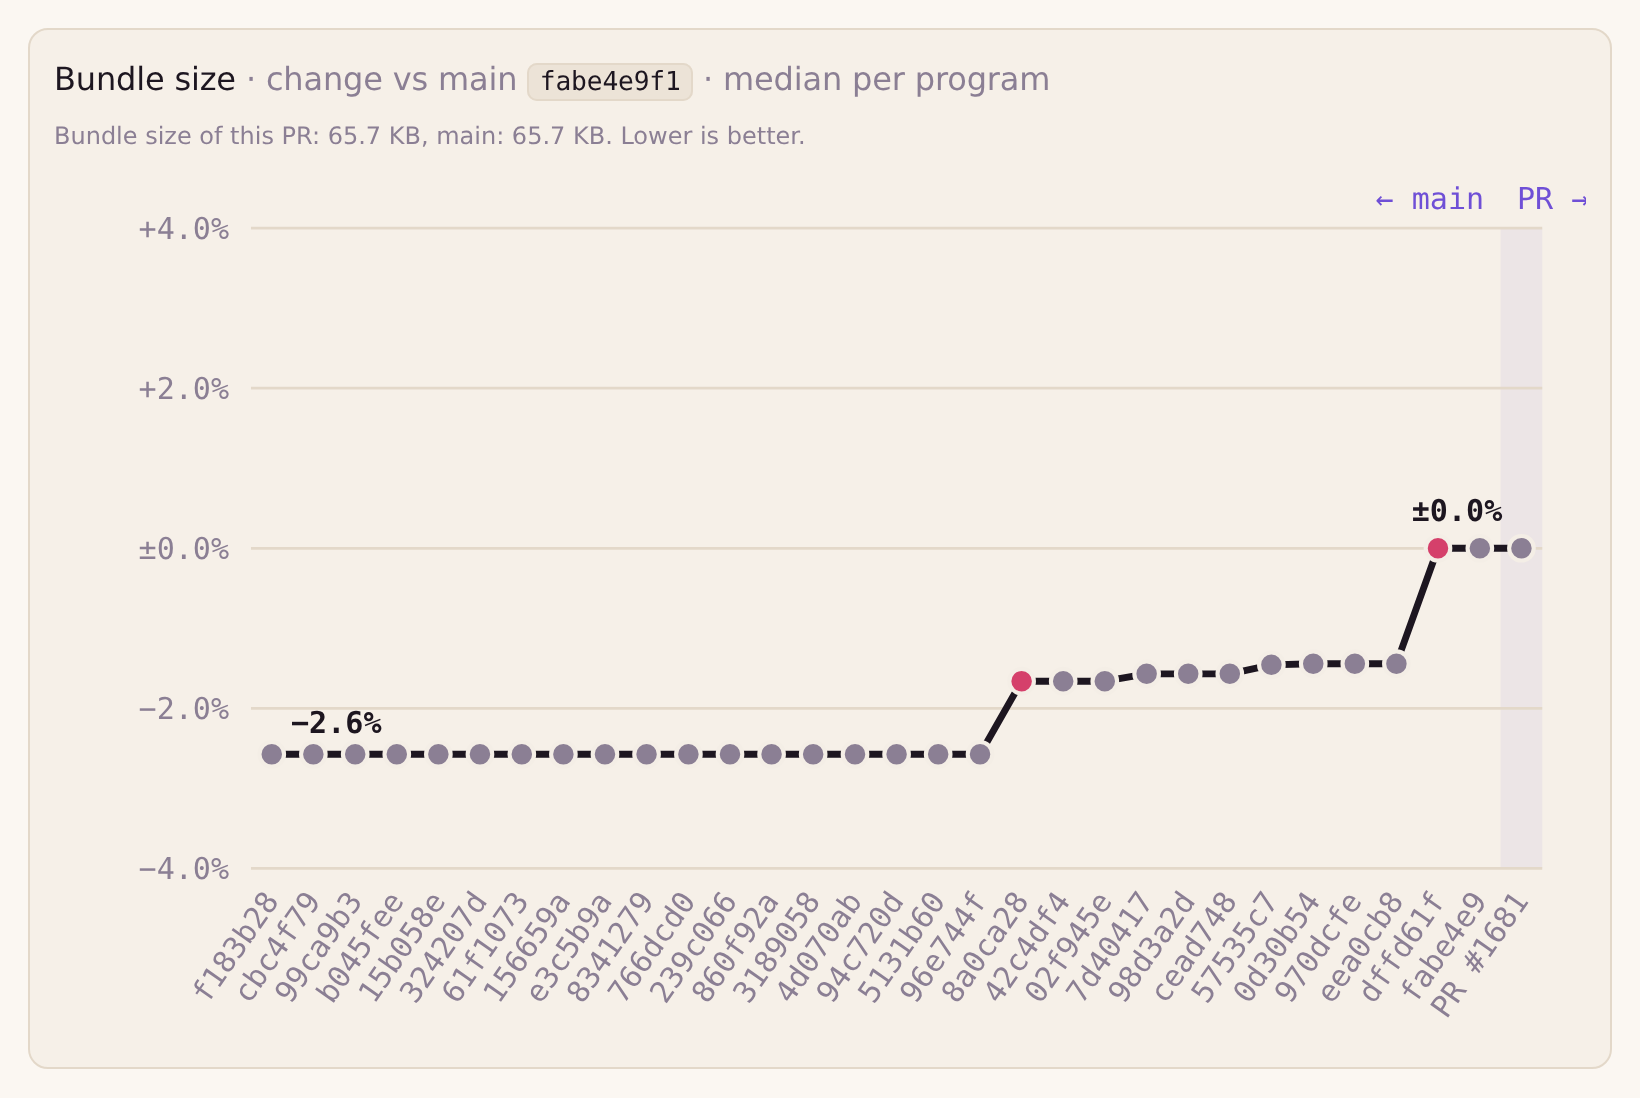 Bundle size · change vs main fabe4e9f1 · median per program
Bundle size of this PR: 65.7 KB, main: 65.7 KB. Lower is better.
← main PR →
+4.0%
+2.0%
±0.0%
−2.0%
−4.0%
−2.6%
±0.0%
f183b28
cbc4f79
99ca9b3
b045fee
15b058e
324207d
61f1073
156659a
e3c5b9a
8341279
766dcd0
239c066
860f92a
3189058
4d070ab
94c720d
5131b60
96e744f
8a0ca28
42c4df4
02f945e
7d40417
98d3a2d
cead748
57535c7
0d30b54
970dcfe
eea0cb8
dffd61f
fabe4e9
PR #1681